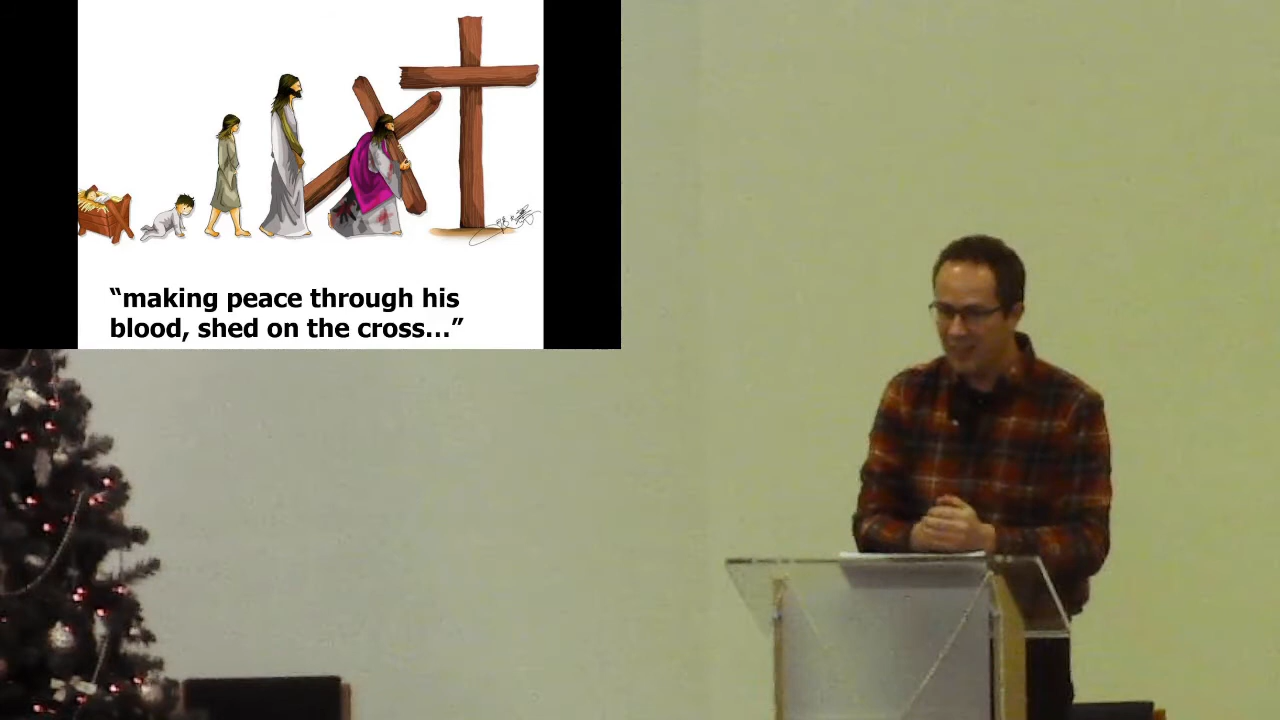 “making peace through his
blood, shed on the cross...”